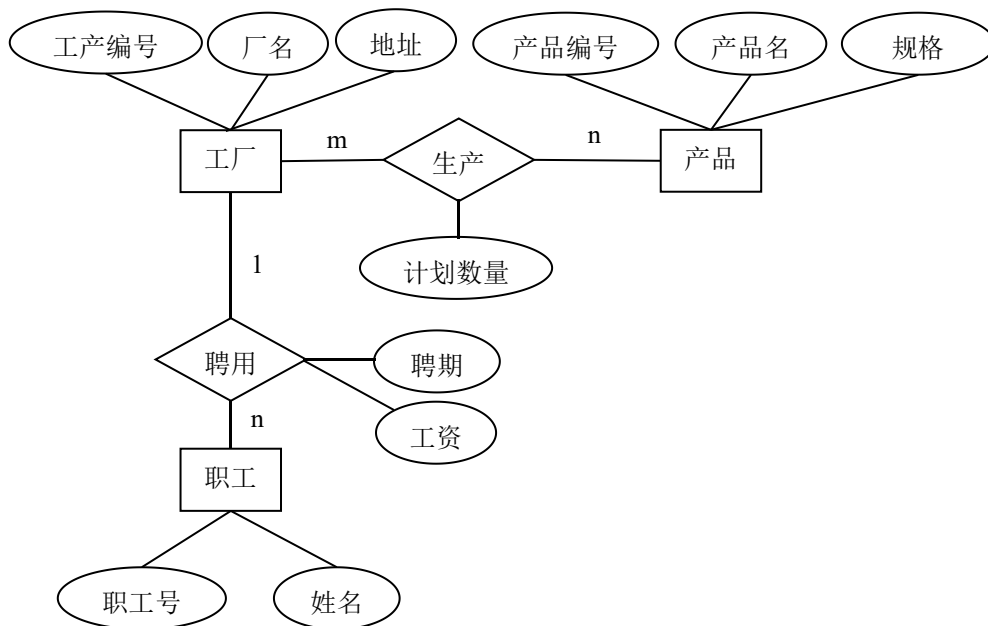 工产编号
厂名
地址
产品编号
产品名
规格
工厂
m
生产
n
产品
计划数量
1
聘用
聘期
工资
n
职工
职工号
姓名